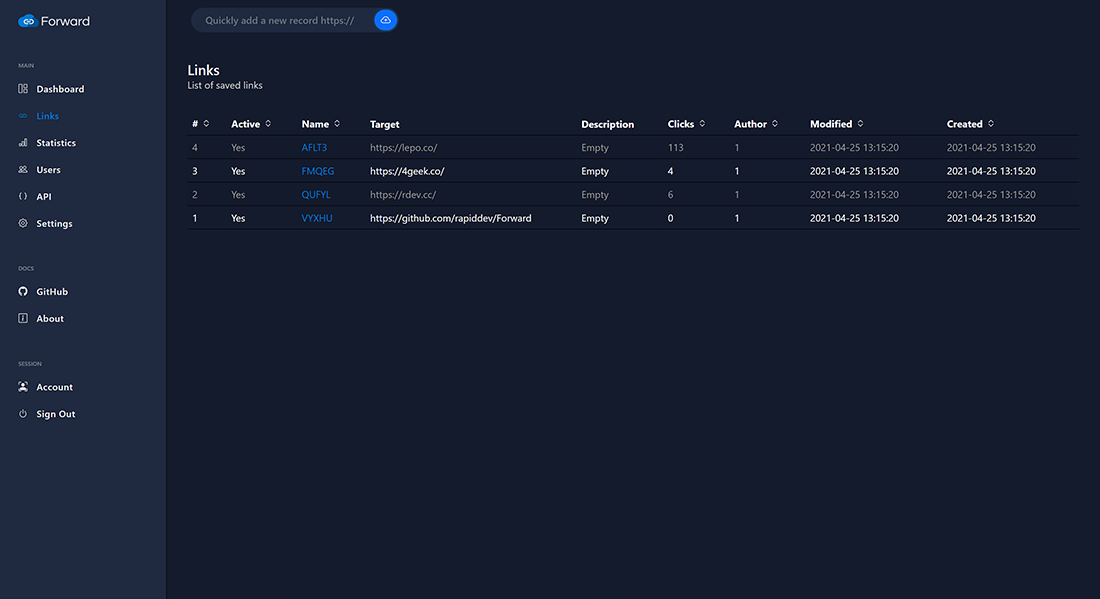 Forward
Quickly add a new record https://
MAIN
Dashboard
Links
Statistics
Users
API
Settings
DOCS
GitHub
About
SESSION
Account
Sign Out
Links
List of saved links
# Active Name Target Description Clicks Author Modified Created
4 Yes AFLT3 https://lepo.co/ Empty 113 1 2021-04-25 13:15:20 2021-04-25 13:15:20
3 Yes FMQEG https://4geek.co/ Empty 4 1 2021-04-25 13:15:20 2021-04-25 13:15:20
2 Yes QUFYL https://rdev.cc/ Empty 6 1 2021-04-25 13:15:20 2021-04-25 13:15:20
1 Yes VYXHU https://github.com/rapiddev/Forward Empty 0 1 2021-04-25 13:15:20 2021-04-25 13:15:20